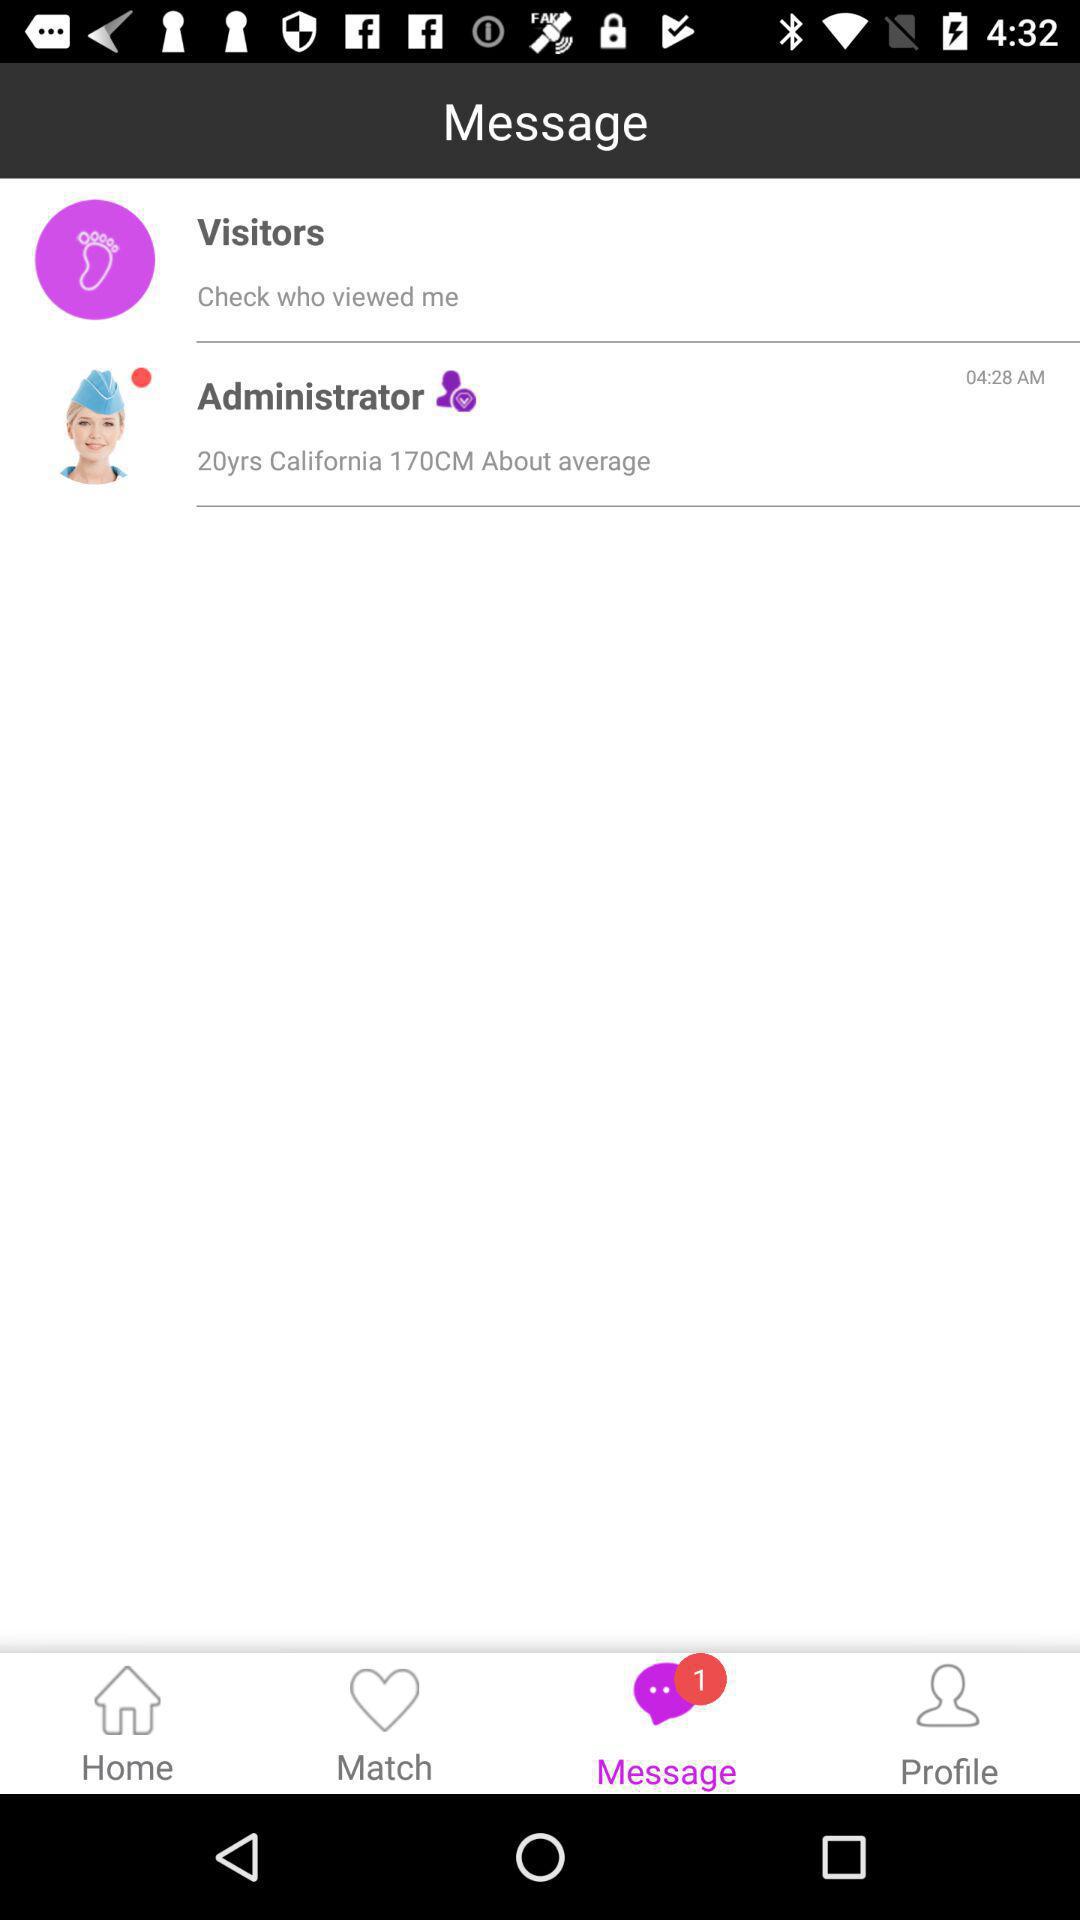 FAKE
4:32
Message
Visitors
Check who viewed me
Administrator
04:28 AM
20yrs California 170CM About average
1
Home
Match
Message
Profile